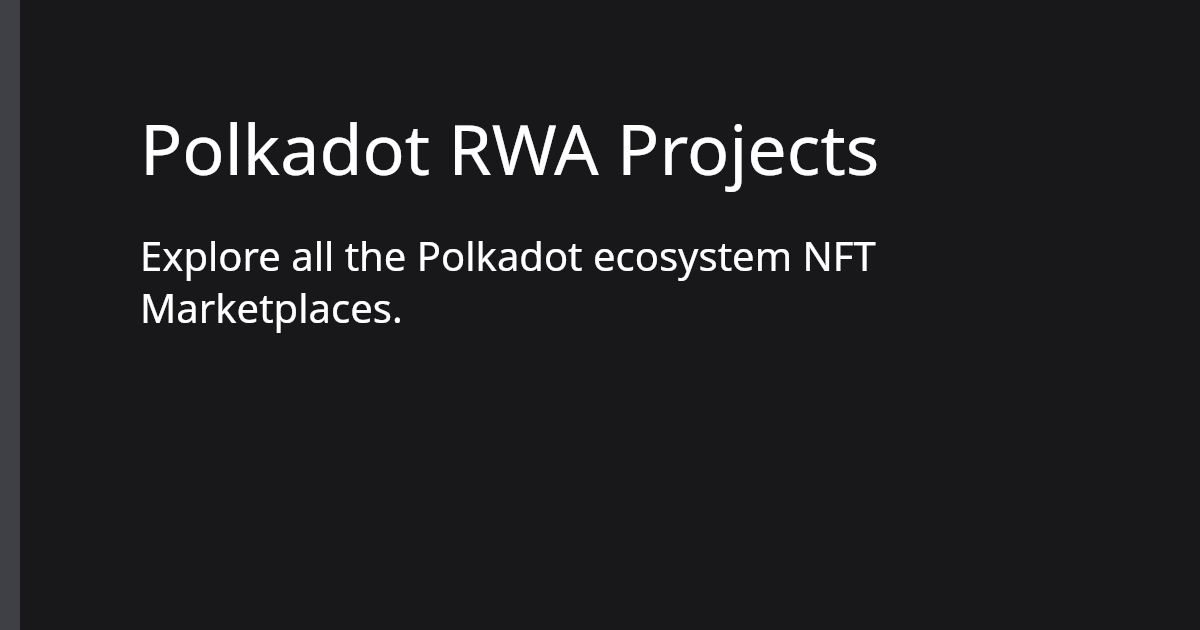 Polkadot RWA Projects
Explore all the Polkadot ecosystem NFT
Marketplaces.